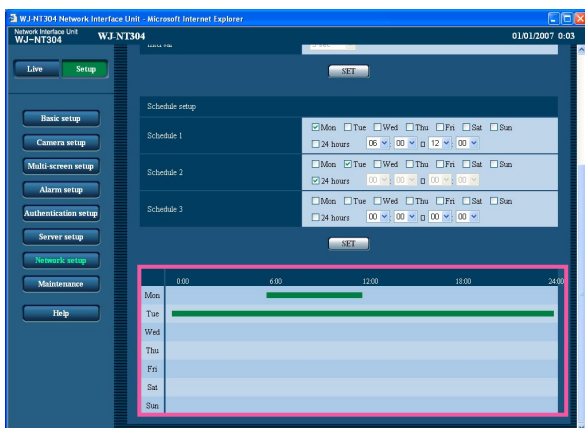 WJ-NT304 Network Interface Unit - Microsoft Internet Explorer
Network Interface Unit
WJ-NT304
WJ-NT304
01/01/2007 0:03
Live Setup
SET
Basic setup
Camera setup
Multi-screen setup
Alarm setup
Authentication setup
Server setup
Network setup
Maintenance
Help
Schedule setup
Schedule 1
Mon Tue Wed Thu Fri Sat Sun
24 hours 06 : 00 12 : 00
Schedule 2
Mon Tue Wed Thu Fri Sat Sun
24 hours 00 : 00 00 : 00
Schedule 3
Mon Tue Wed Thu Fri Sat Sun
24 hours 00 : 00 00 : 00
SET
0:00 6:00 12:00 18:00 24:00
Mon
Tue
Wed
Thu
Fri
Sat
Sun